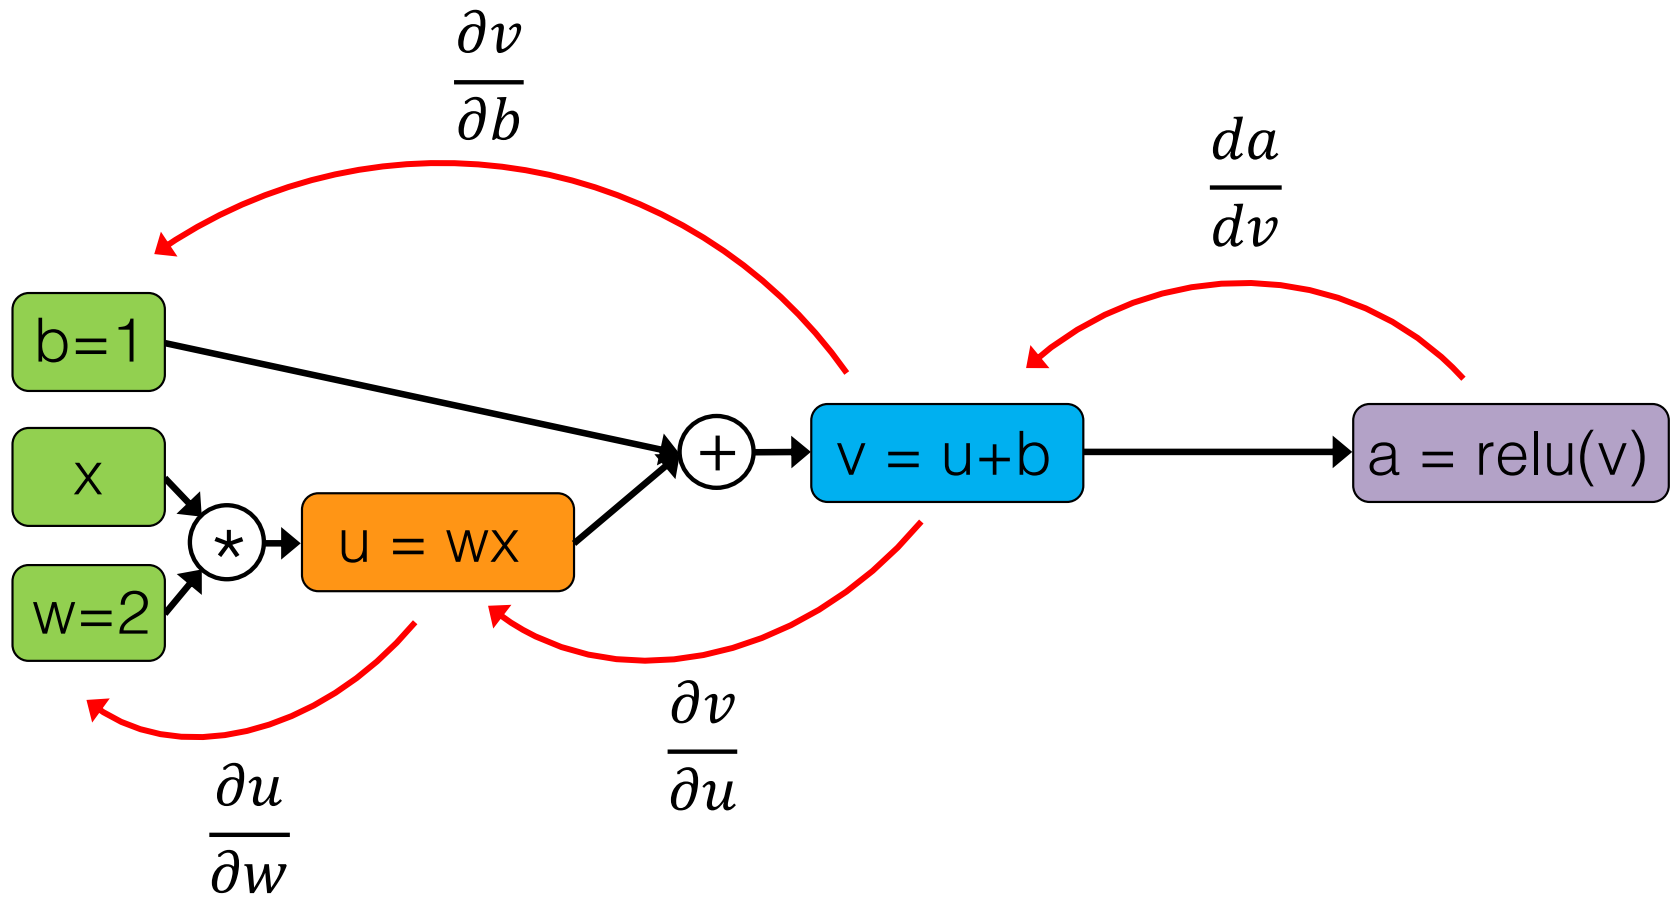 ∂v
∂b
da
dv
b=1
x
w=2
*
u = wx
+
v = u+b
a = relu(v)
∂v
∂u
∂u
∂w